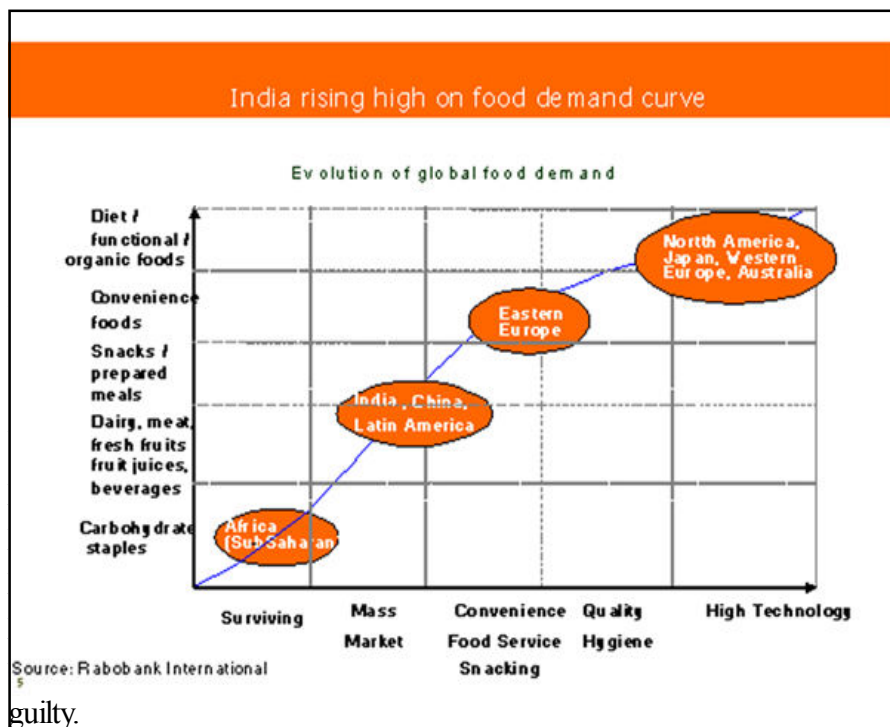 India rising high on food demand curve
Evolution of global food demand
Diet /
functional /
organic foods
Convenience
foods
Snacks /
prepared
meals
Dairy, meat,
fresh fruits
fruit juices,
beverages
Carbohydrate
staples
Nortth America,
Japan, Western
Europe, Australia
Eastern
Europe
India , China,
Latin America
Africa
(SubSaharan
Surviving
Mass
Market
Convenience
Food Service
Snacking
Quality
Hygiene
High Technology
Source: Rabobank International
5
guilty.